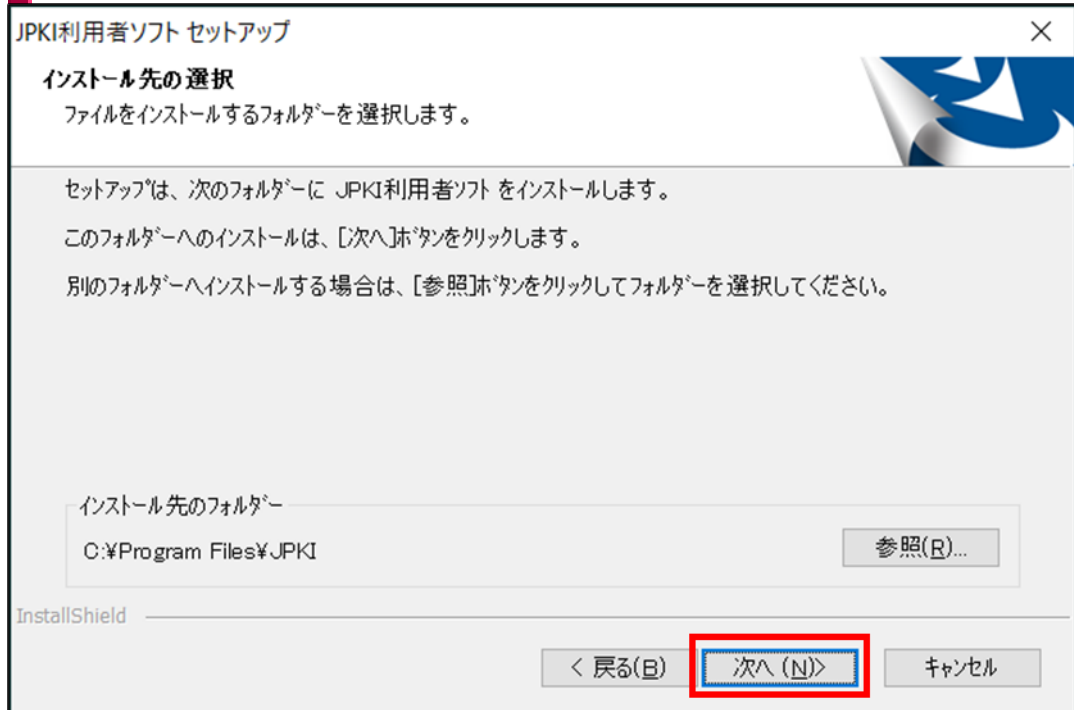 JPKI利用者ソフト セットアップ
インストール先の選択
ファイルをインストールするフォルダーを選択します。
セットアップは、次のフォルダーに JPKI利用者ソフト をインストールします。
このフォルダーへのインストールは、[次へ]ボタンをクリックします。
別のフォルダーへインストールする場合は、[参照]ボタンをクリックしてフォルダーを選択してください。
インストール先のフォルダー
C:¥Program Files¥JPKI
参照(R)...
InstallShield
< 戻る(B)
次へ (N)>
キャンセル